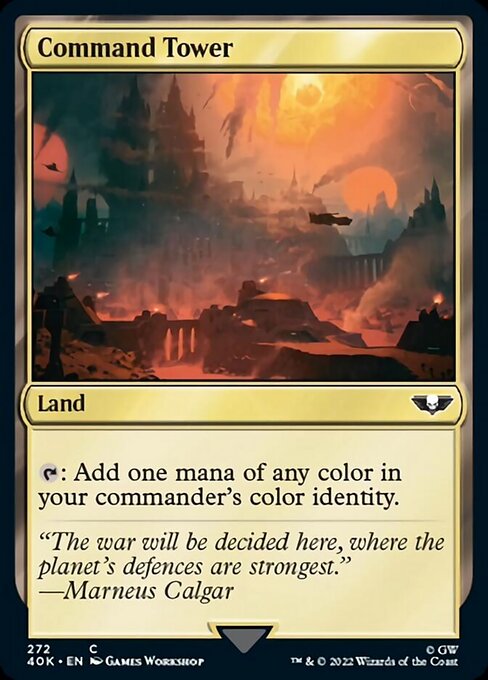 Command Tower
Land
: Add one mana of any color in
your commander's color identity.
“The war will be decided here, where the
planet's defences are strongest.”
—Marneus Calgar
272 C
40K • EN Games Workshop
© GW
™ & © 2022 Wizards of the Coast